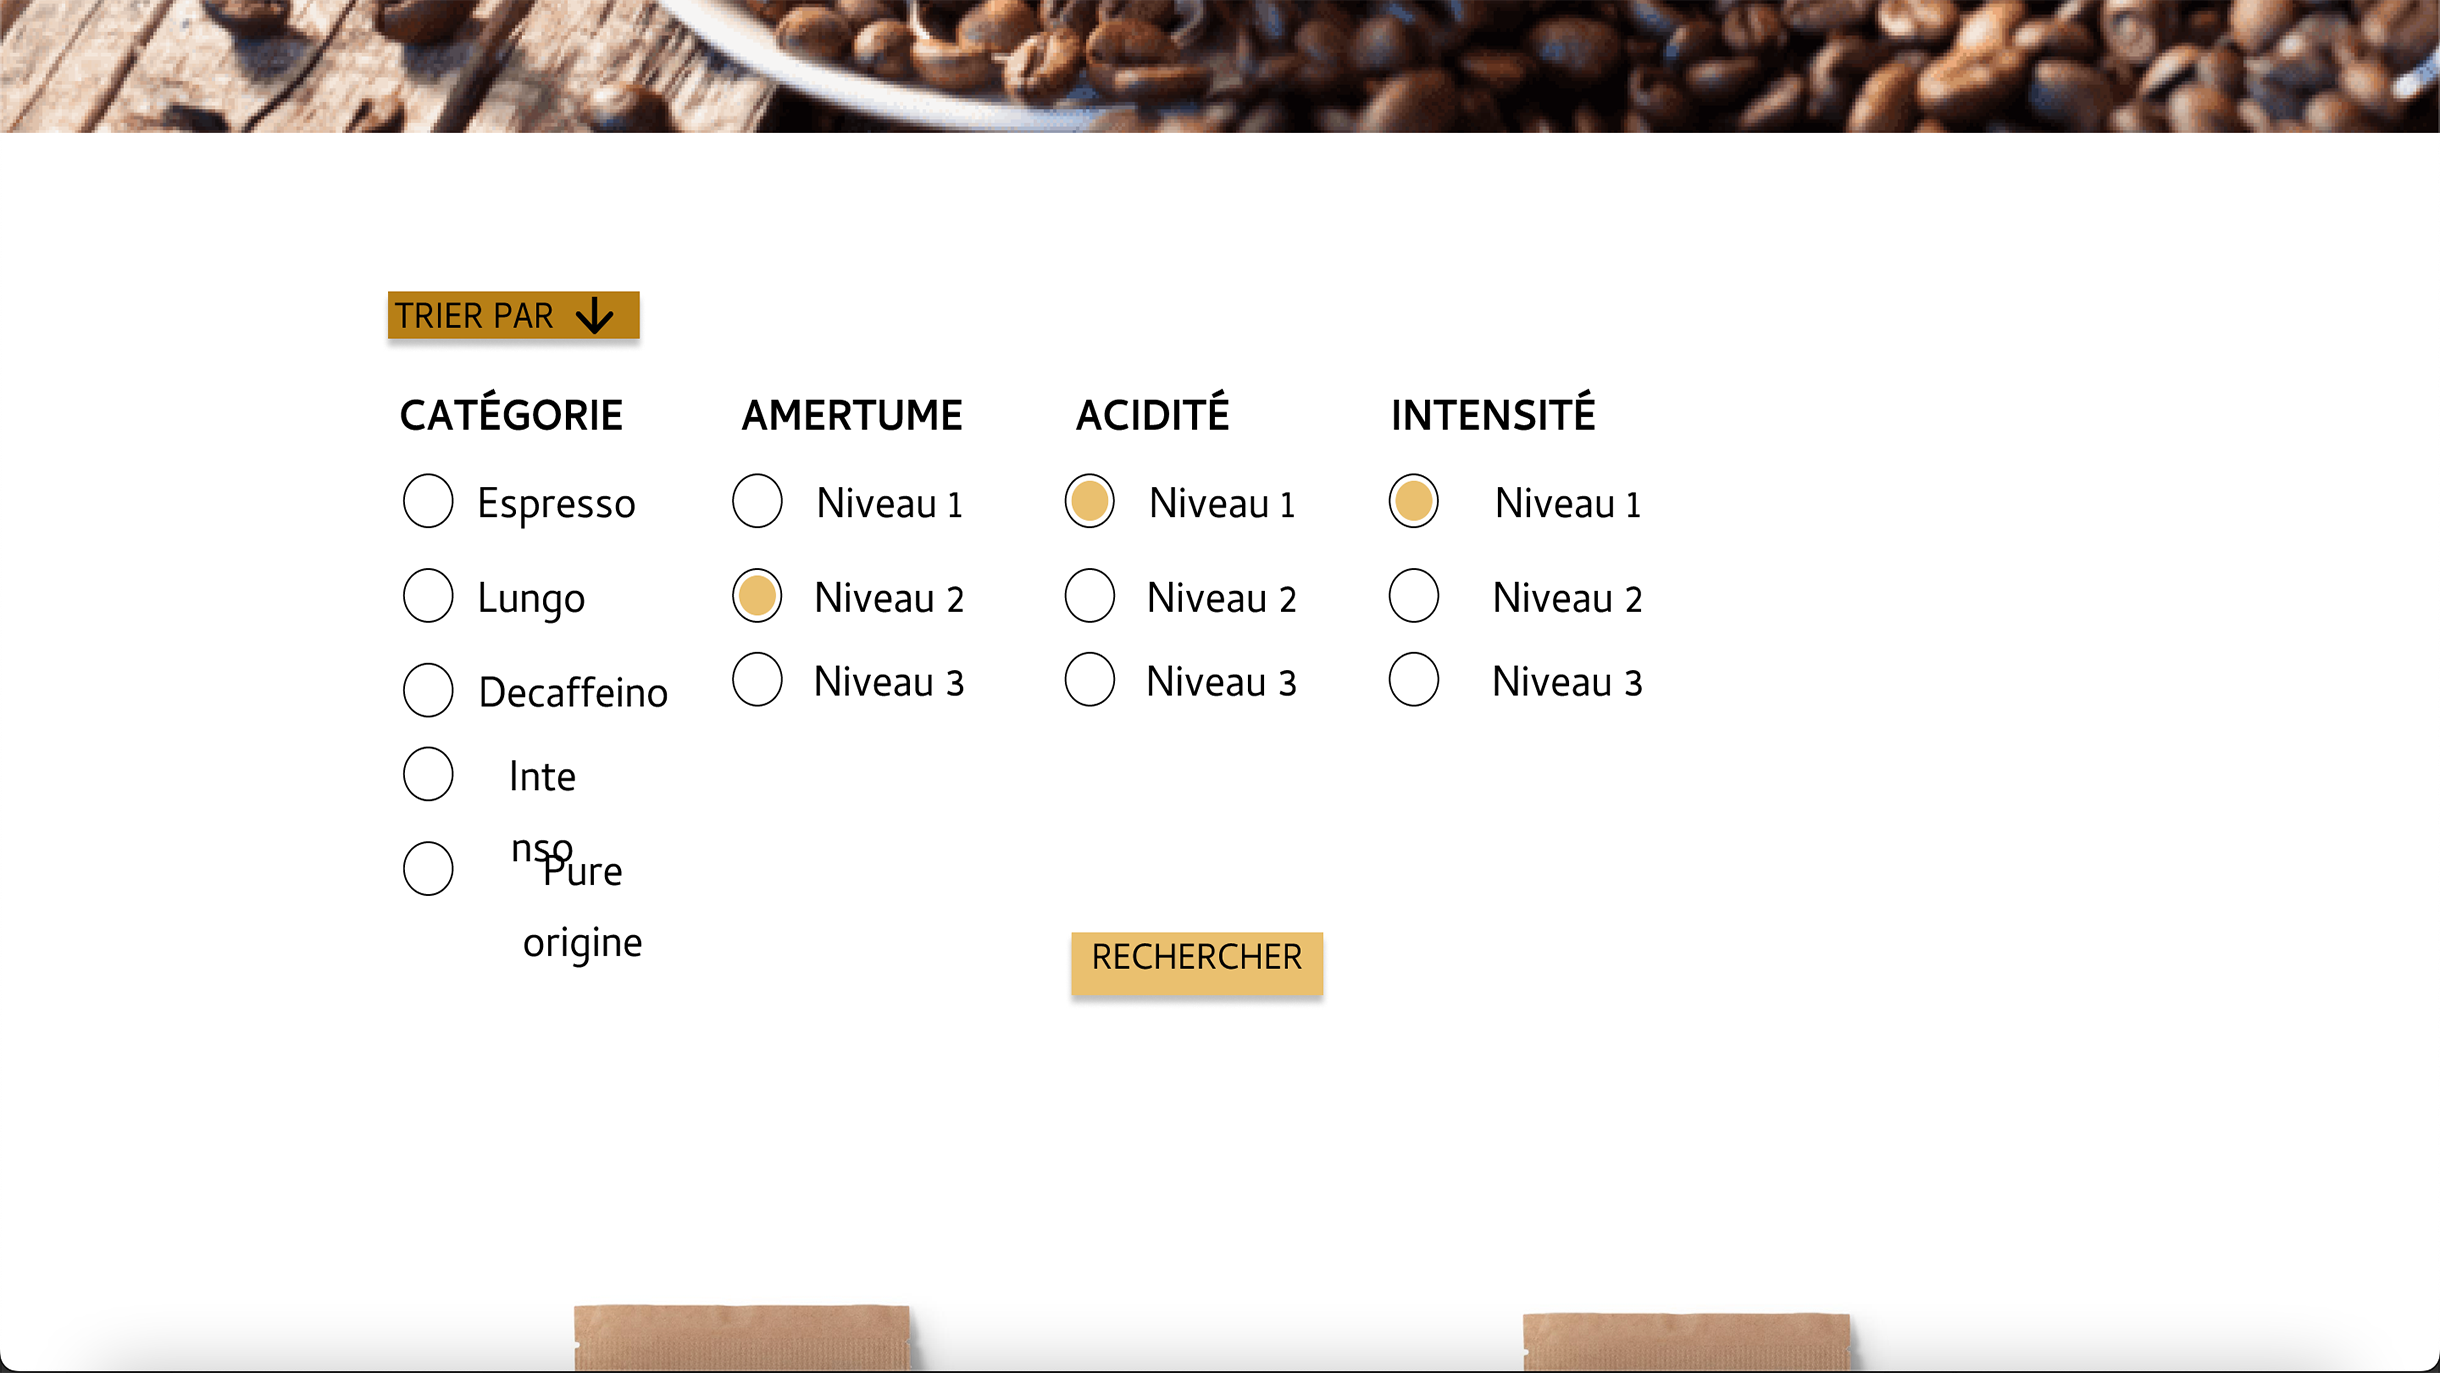 TRIER PAR
CATÉGORIE AMERTUME ACIDITÉ INTENSITÉ
Espresso Niveau 1 Niveau 1 Niveau 1
Lungo Niveau 2 Niveau 2 Niveau 2
Decaffeino Niveau 3 Niveau 3 Niveau 3
Inte
nso
Pure
origine
RECHERCHER